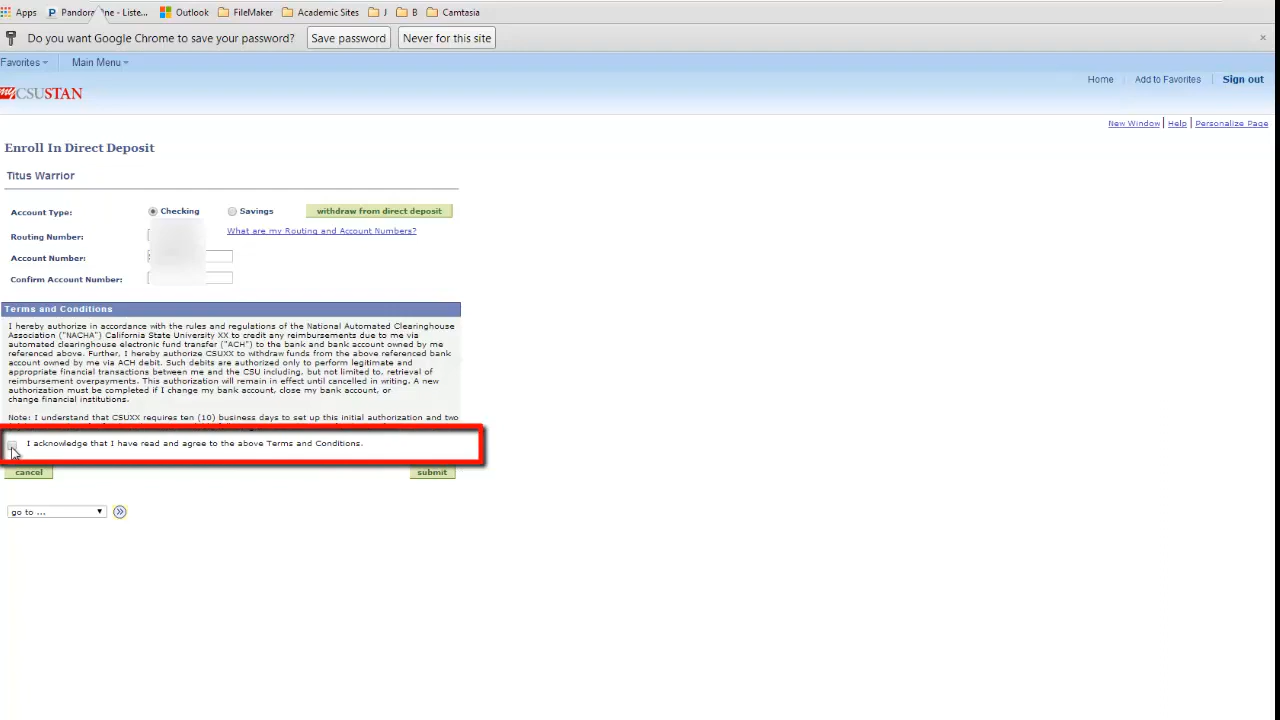 Apps Pandora ne - Liste... Outlook FileMaker Academic Sites J B Camtasia
Do you want Google Chrome to save your password? Save password Never for this site ×
Favorites Main Menu
Home Add to Favorites Sign out
my CSUSTAN
New Window Help Personalize Page
Enroll In Direct Deposit
Titus Warrior
Account Type: Checking Savings withdraw from direct deposit
Routing Number: What are my Routing and Account Numbers?
Account Number:
Confirm Account Number:
Terms and Conditions
I hereby authorize in accordance with the rules and regulations of the National Automated Clearinghouse
Association ("NACHA") California State University XX to credit any reimbursements due to me via
automated clearinghouse electronic fund transfer ("ACH") to the bank and bank account owned by me
referenced above. Further, I hereby authorize CSUXX to withdraw funds from the above referenced bank
account owned by me via ACH debit. Such debits are authorized only to perform legitimate and
appropriate financial transactions between me and the CSU including, but not limited to, retrieval of
reimbursement overpayments. This authorization will remain in effect until cancelled in writing. A new
authorization must be completed if I change my bank account, close my bank account, or
change financial institutions.
Note: I understand that CSUXX requires ten (10) business days to set up this initial authorization and two
I acknowledge that I have read and agree to the above Terms and Conditions.
cancel submit
go to ...